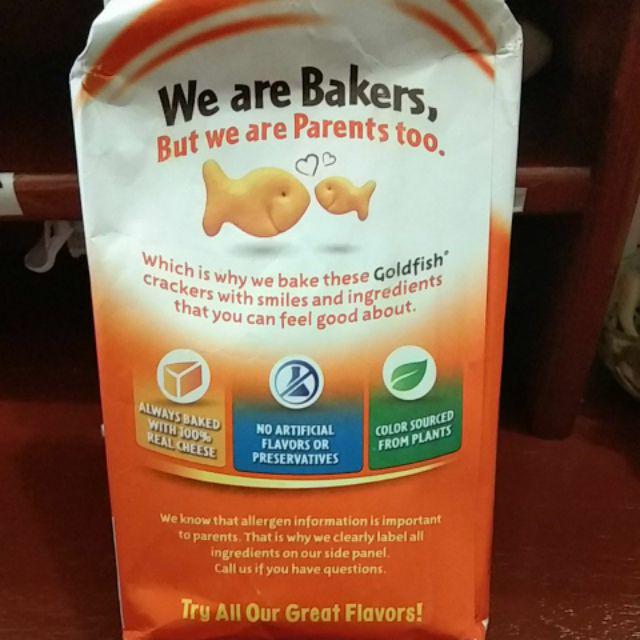 We are Bakers,
But we are Parents too.
Which is why we bake these Goldfish®
crackers with smiles and ingredients
that you can feel good about.
ALWAYS BAKED
WITH 100%
REAL CHEESE
NO ARTIFICIAL
FLAVORS OR
PRESERVATIVES
COLOR SOURCED
FROM PLANTS
We know that allergen information is important
to parents. That is why we clearly label all
ingredients on our side panel.
Call us if you have questions.
Try All Our Great Flavors!